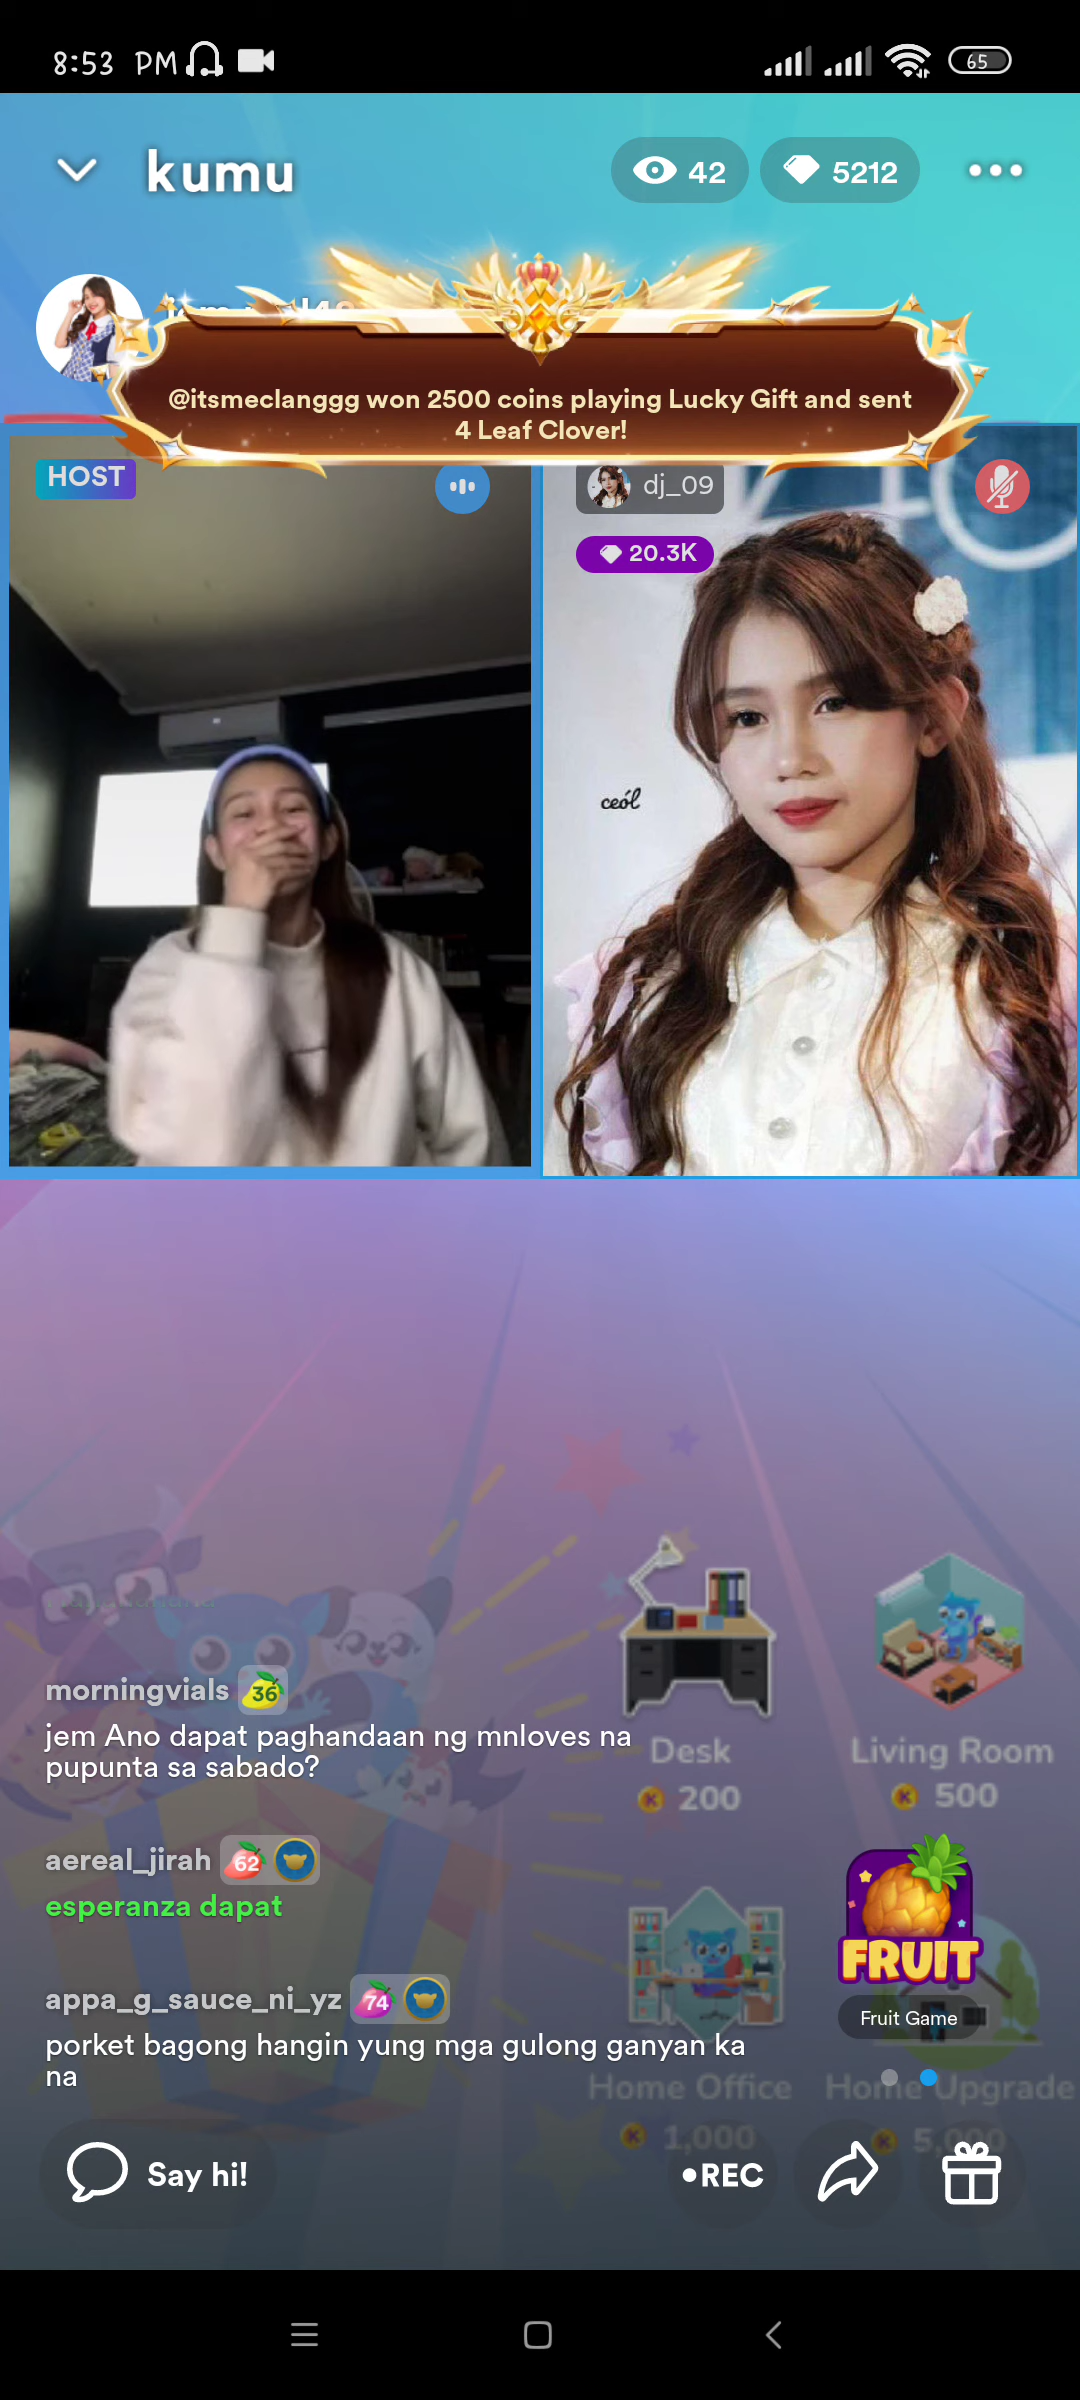 8:53 PM
65
kumu
42
5212
@itsmeclanggg won 2500 coins playing Lucky Gift and sent
4 Leaf Clover!
HOST
dj_09
20.3K
ceól
morningvials 36
jem Ano dapat paghandaan ng mnloves na
pupunta sa sabado?
Desk
200
Living Room
500
aereal_jirah 62
esperanza dapat
FRUIT
Fruit Game
appa_g_sauce_ni_yz 74
porket bagong hangin yung mga gulong ganyan ka
na
Home Office
1,000
Home Upgrade
Say hi!
REC